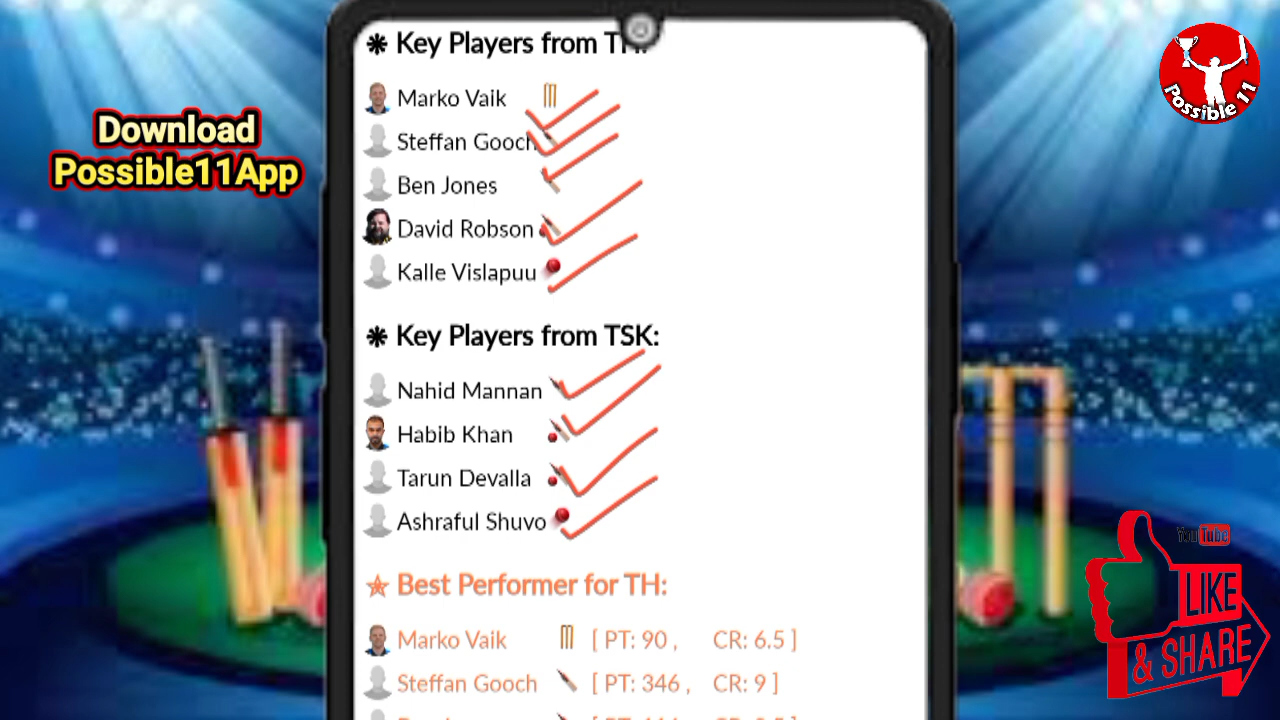 Download
Possible11App
Possible 11
Key Players from TH:
Marko Vaik
Steffan Gooch
Ben Jones
David Robson
Kalle Vislapuu
Key Players from TSK:
Nahid Mannan
Habib Khan
Tarun Devalla
Ashraful Shuvo
Best Performer for TH:
Marko Vaik [ PT: 90 , CR: 6.5 ]
Steffan Gooch [ PT: 346 , CR: 9 ]
YouTube
LIKE
& SHARE